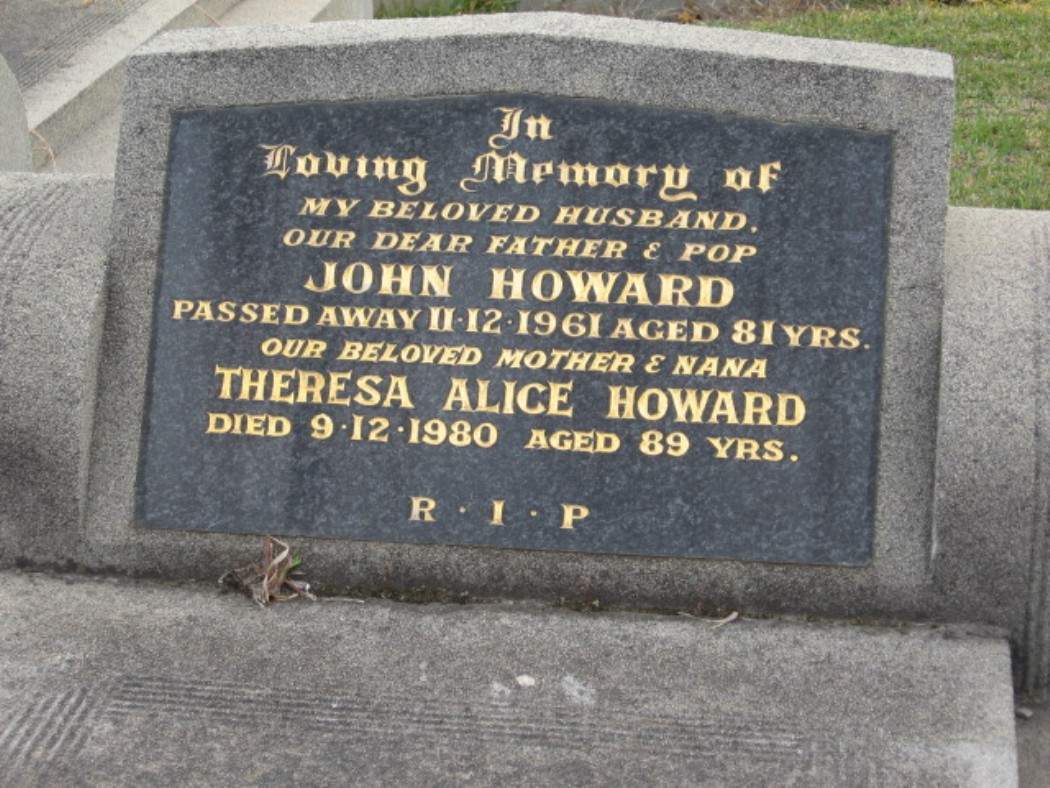 In
Loving Memory of
MY BELOVED HUSBAND.
OUR DEAR FATHER & POP
JOHN HOWARD
PASSED AWAY 11·12·1961 AGED 81 YRS.
OUR BELOVED MOTHER & NANA
THERESA ALICE HOWARD
DIED 9·12·1980 AGED 89 YRS.
R · I · P